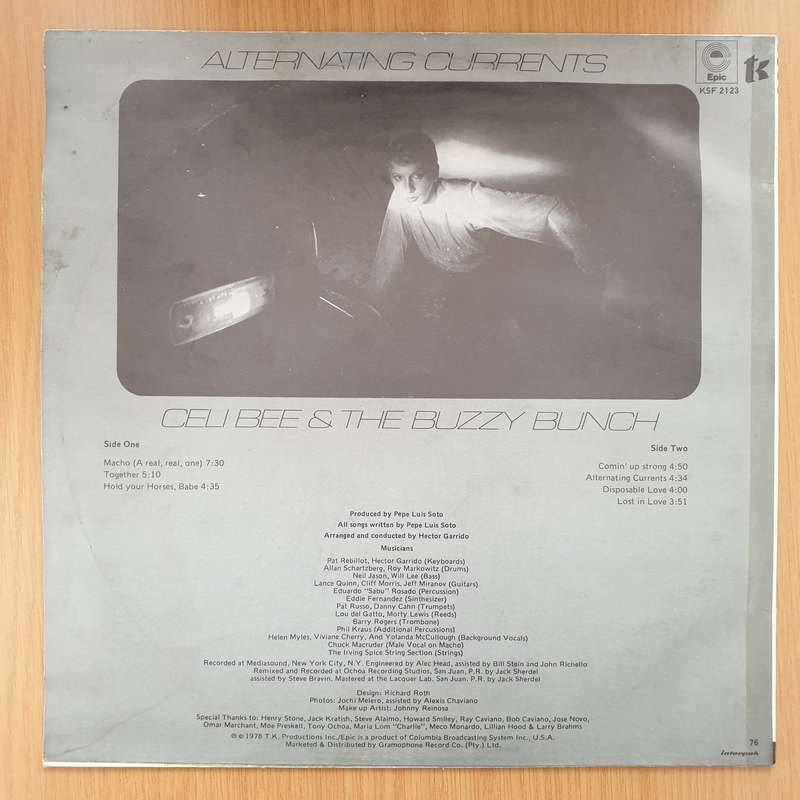 ALTERNATING CURRENTS
Epic
tk
KSF 2123
CELI BEE & THE BUZZY BUNCH
Side One
Macho (A real, real, one) 7:30
Together 5:10
Hold your Horses, Babe 4:35
Side Two
Comin' up strong 4:50
Alternating Currents 4:34
Disposable Love 4:00
Lost in Love 3:51
Produced by Pepe Luis Soto
All songs written by Pepe Luis Soto
Arranged and conducted by Hector Garrido
Musicians
Pat Rebillot, Hector Garrido (Keyboards)
Allan Schartzberg, Roy Markowitz (Drums)
Neil Jason, Will Lee (Bass)
Lance Quinn, Cliff Morris, Jeff Miranov (Guitars)
Eduardo "Sabu" Rosado (Percussion)
Eddie Fernandez (Sinthesizer)
Pat Russo, Danny Cahn (Trumpets)
Lou del Gatto, Morty Lewis (Reeds)
Barry Rogers (Trombone)
Phil Kraus (Additional Percussions)
Helen Myles, Viviane Cherry, And Yolanda McCullough (Background Vocals)
Chuck Macruder (Male Vocal on Macho)
The Irving Spice String Section (Strings)
Recorded at Mediasound, New York City, N.Y. Engineered by Alec Head, assisted by Bill Stein and John Richello
Remixed and Recorded at Ochoa Recording Studios, San Juan, P.R. by Jack Sherdel
assisted by Steve Bravin. Mastered at the Lacquer Lab. San Juan. P.R. by Jack Sherdel
Design: Richard Roth
Photos: Jochi Melero, assisted by Alexis Chaviano
Make up Artist: Johnny Reinosa
Special Thanks to: Henry Stone, Jack Kratish, Steve Alaimo, Howard Smiley, Ray Caviano, Bob Caviano, Jose Novo,
Omar Marchant, Moe Preskell, Tony Ochoa, Maria Lom "Charlie", Meco Monardo, Lillian Hood & Larry Brahms
℗ © 1978 T.K. Productions Inc./Epic is a product of Columbia Broadcasting System Inc., U.S.A.
Marketed & Distributed by Gramophone Record Co. (Pty.) Ltd.
76
interpak